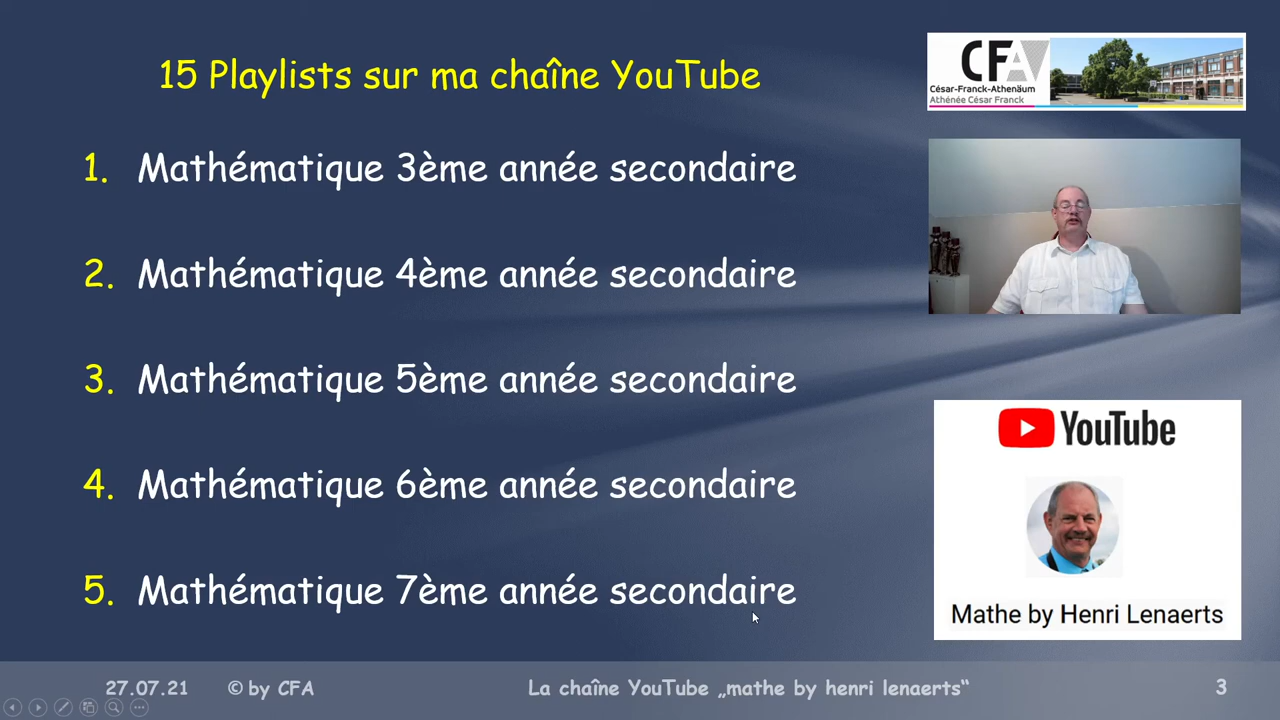 15 Playlists sur ma chaîne YouTube
1. Mathématique 3ème année secondaire
2. Mathématique 4ème année secondaire
3. Mathématique 5ème année secondaire
4. Mathématique 6ème année secondaire
5. Mathématique 7ème année secondaire
CFA
César-Franck-Athenäum
Athénée César Franck
YouTube
Mathe by Henri Lenaerts
27.07.21 © by CFA La chaîne YouTube „mathe by henri lenaerts“ 3